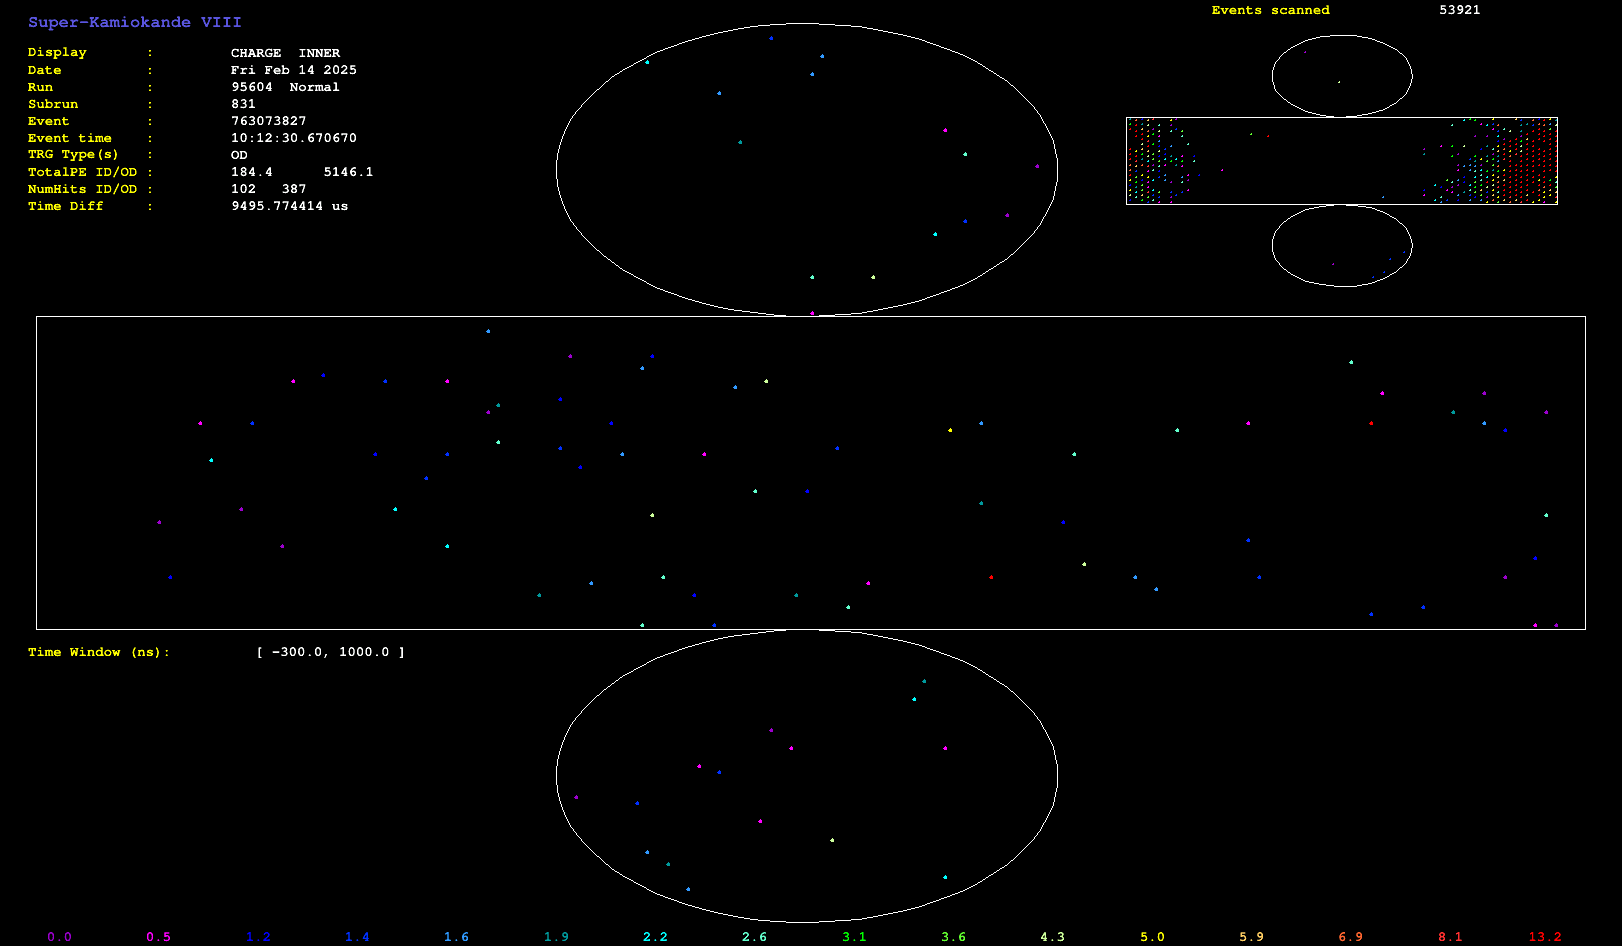 Super-Kamiokande VIII
Events scanned 53921
Display : CHARGE INNER
Date : Fri Feb 14 2025
Run : 95604 Normal
Subrun : 831
Event : 763073827
Event time : 10:12:30.670670
TRG Type(s) : OD
TotalPE ID/OD : 184.4 5146.1
NumHits ID/OD : 102 387
Time Diff : 9495.774414 us
Time Window (ns): [ -300.0, 1000.0 ]
0.0 0.5 1.2 1.4 1.6 1.9 2.2 2.6 3.1 3.6 4.3 5.0 5.9 6.9 8.1 13.2